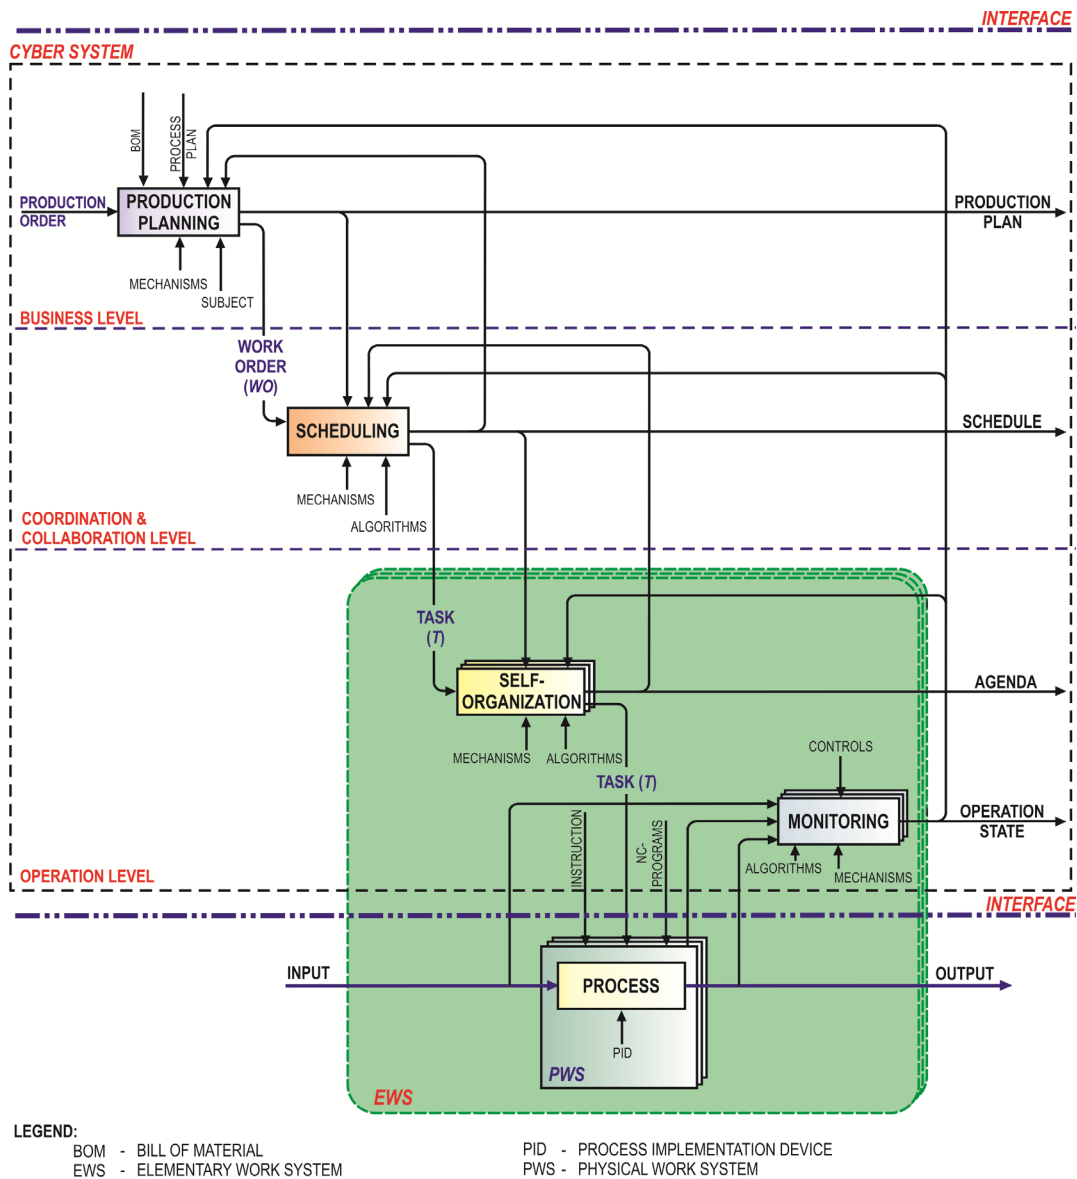 INTERFACE
CYBER SYSTEM
BOM
PROCESS
PLAN
PRODUCTION
ORDER
PRODUCTION
PLANNING
PRODUCTION
PLAN
MECHANISMS
SUBJECT
BUSINESS LEVEL
WORK
ORDER
(WO)
SCHEDULING
SCHEDULE
MECHANISMS
ALGORITHMS
COORDINATION &
COLLABORATION LEVEL
TASK
(T)
SELF-
ORGANIZATION
AGENDA
MECHANISMS
ALGORITHMS
TASK (T)
CONTROLS
MONITORING
OPERATION
STATE
ALGORITHMS
MECHANISMS
INSTRUCTION
NC-
PROGRAMS
OPERATION LEVEL
INTERFACE
INPUT
PROCESS
OUTPUT
PID
PWS
EWS
LEGEND:
BOM - BILL OF MATERIAL
EWS - ELEMENTARY WORK SYSTEM
PID - PROCESS IMPLEMENTATION DEVICE
PWS - PHYSICAL WORK SYSTEM